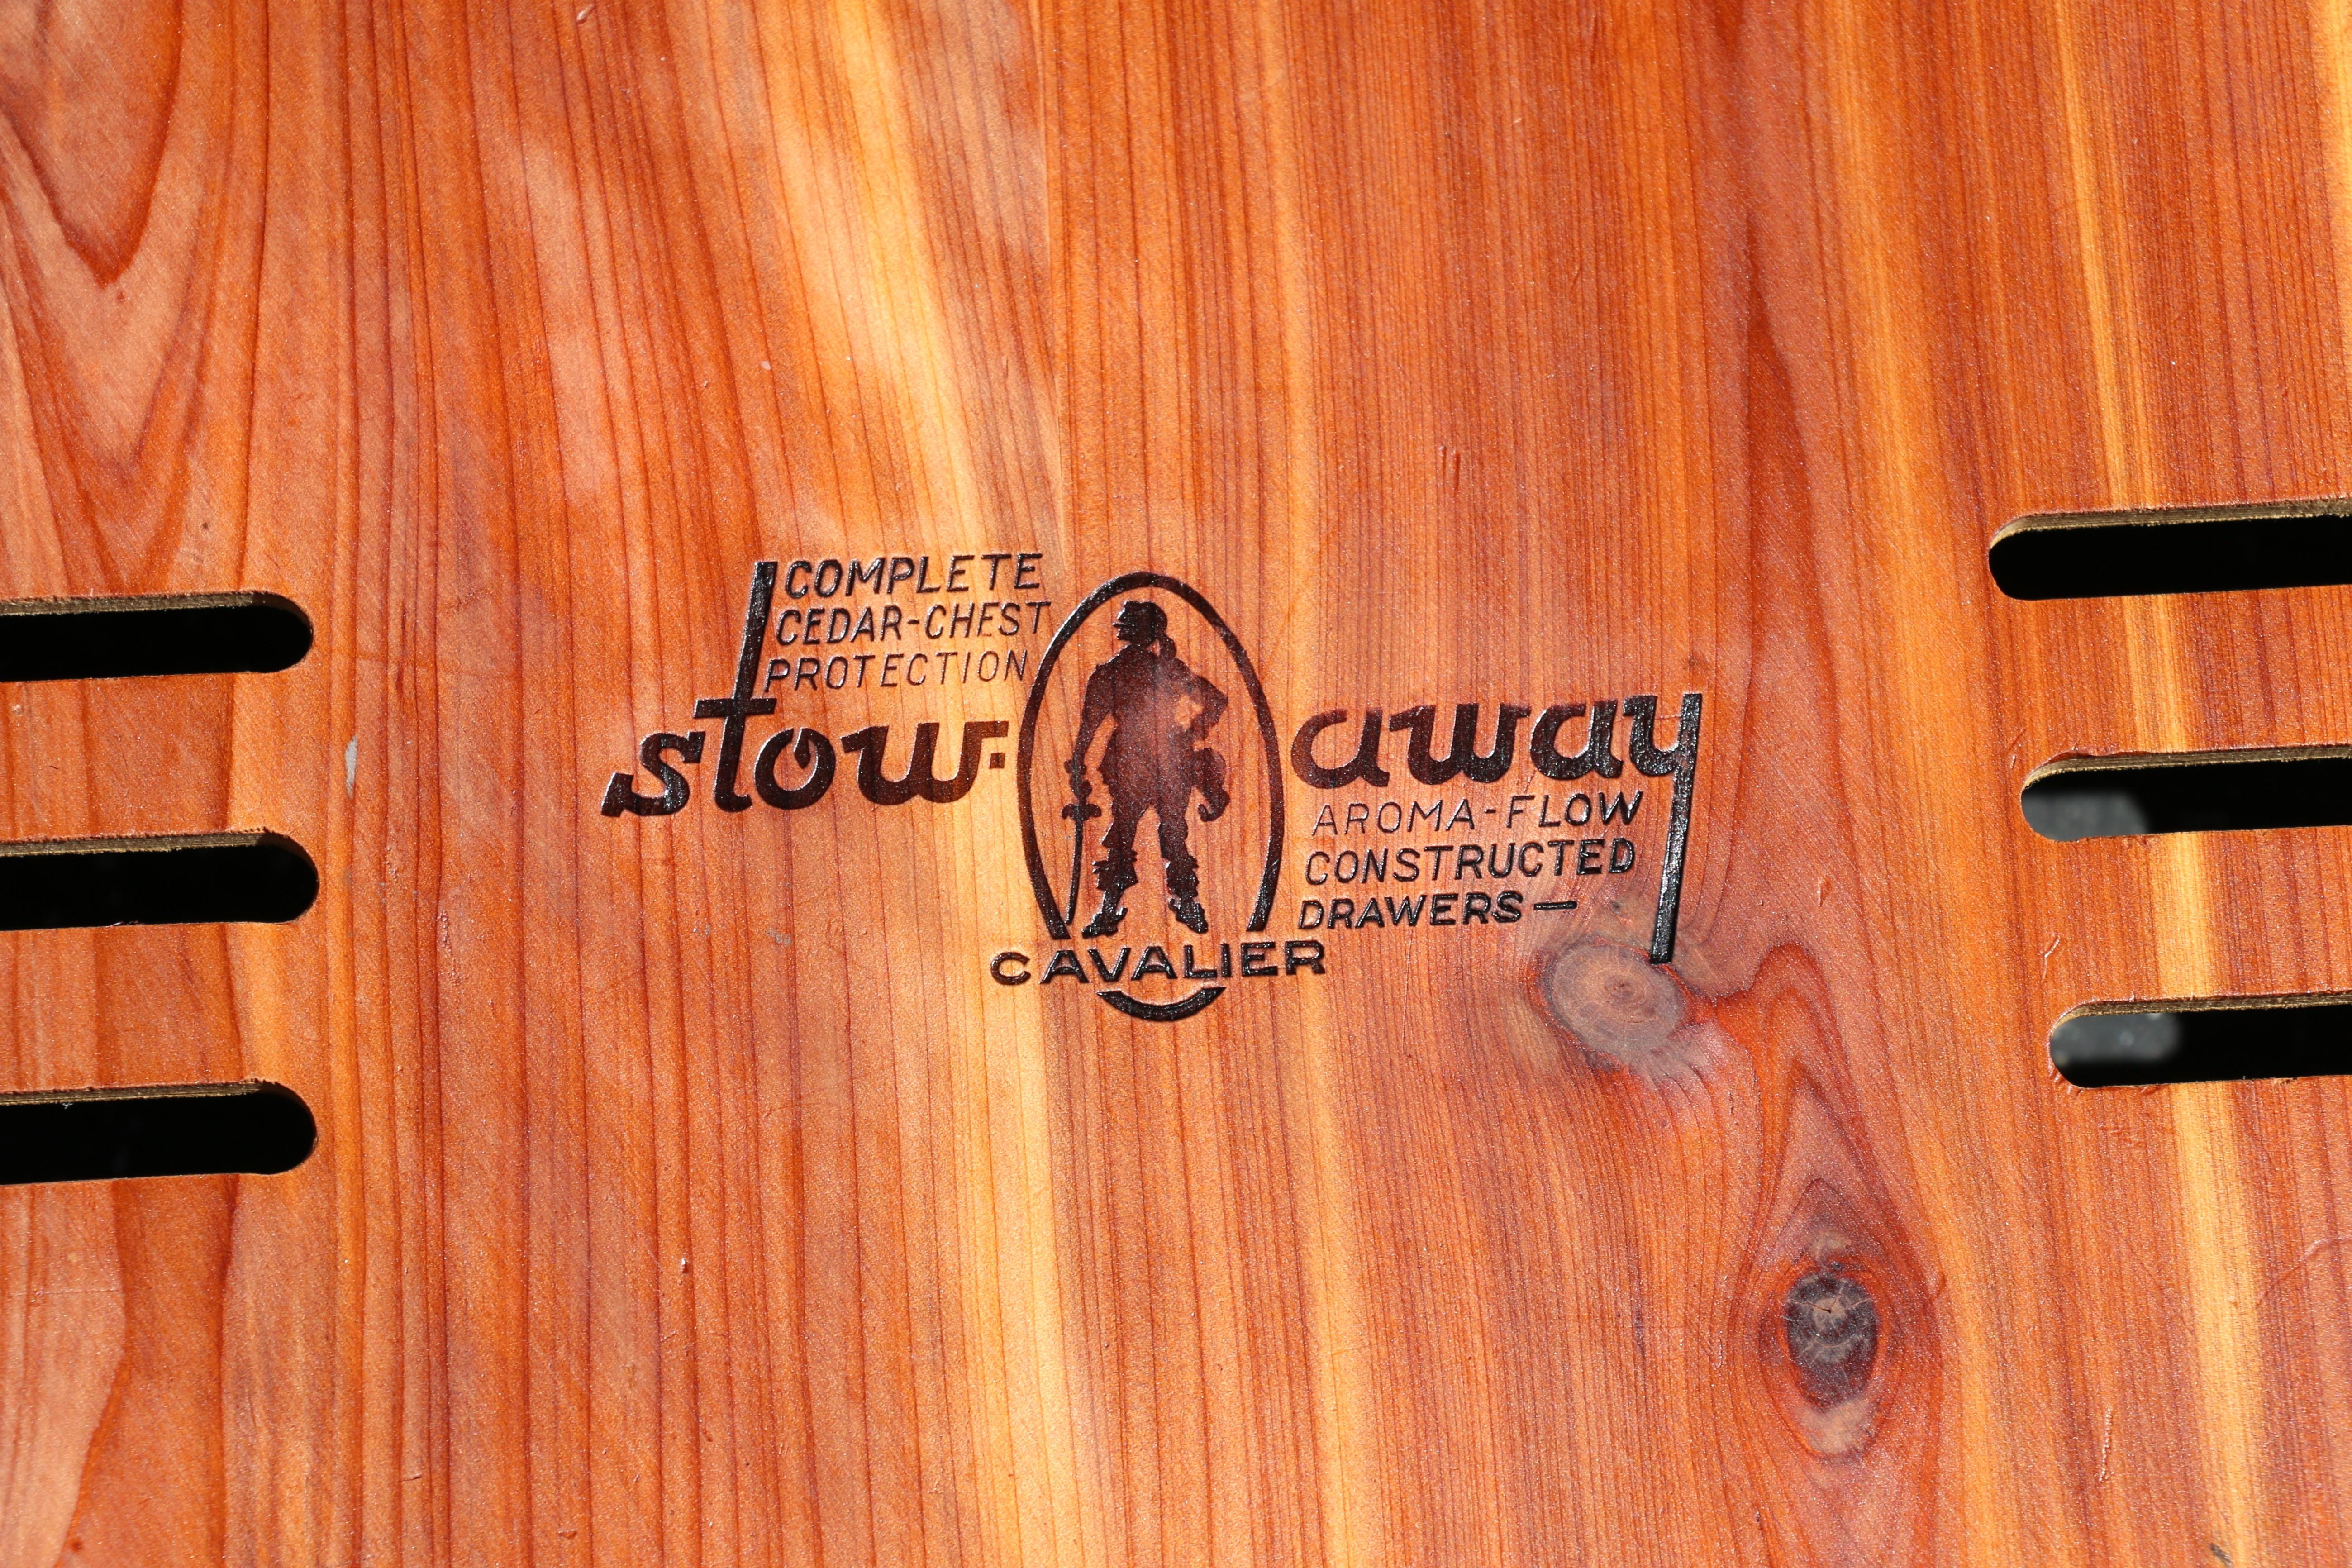 COMPLETE
CEDAR-CHEST
PROTECTION
stow-away
AROMA-FLOW
CONSTRUCTED
DRAWERS—
CAVALIER